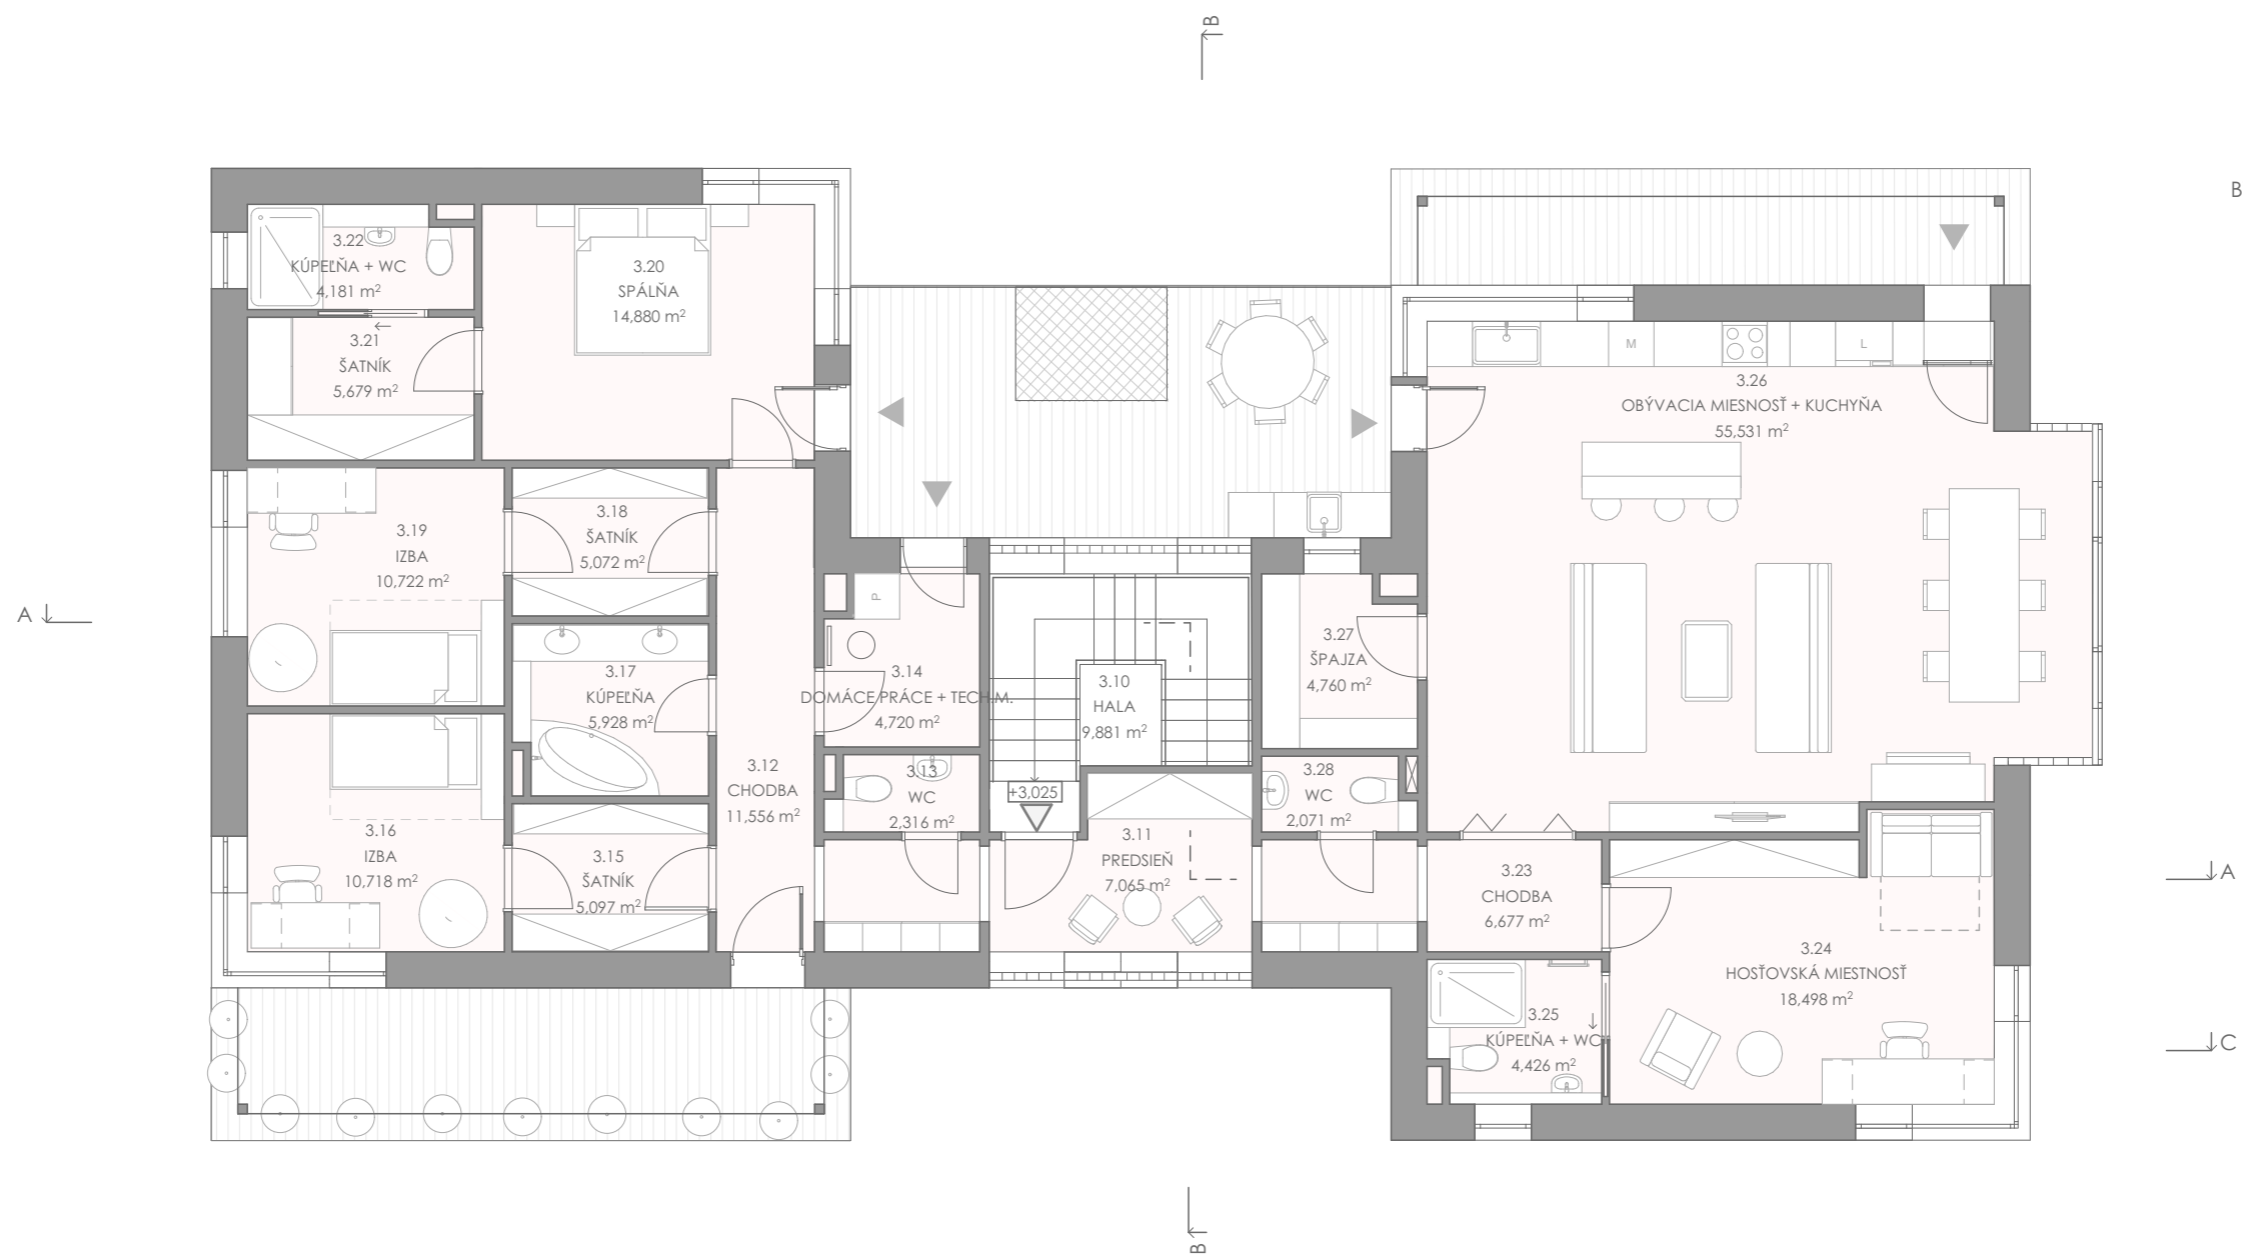 B
B
3.22
KÚPEĽŇA + WC
4,181 m²
3.20
SPÁLŇA
14,880 m²
3.21
ŠATNÍK
5,679 m²
M
L
3.26
OBÝVACIA MIESNOSŤ + KUCHYŇA
55,531 m²
3.19
IZBA
10,722 m²
3.18
ŠATNÍK
5,072 m²
A
P
3.17
KÚPEĽŇA
5,928 m²
3.14
DOMÁCE PRÁCE + TECH.M.
4,720 m²
3.10
HALA
9,881 m²
3.27
ŠPAJZA
4,760 m²
3.12
CHODBA
11,556 m²
3.13
WC
2,316 m²
+3,025
3.28
WC
2,071 m²
3.16
IZBA
10,718 m²
3.15
ŠATNÍK
5,097 m²
3.11
PREDSIEŇ
7,065 m²
3.23
CHODBA
6,677 m²
A
3.24
HOSŤOVSKÁ MIESTNOSŤ
18,498 m²
3.25
KÚPEĽŇA + WC
4,426 m²
C
B